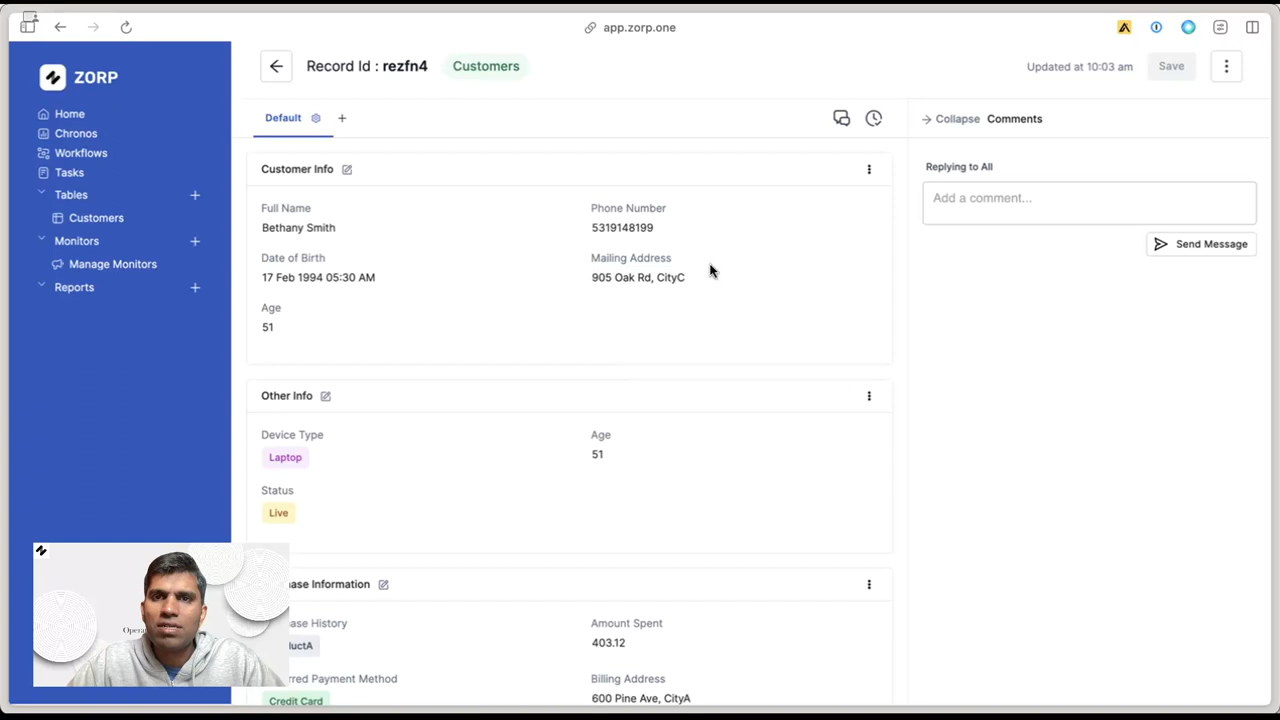 app.zorp.one
ZORP
Home
Chronos
Workflows
Tasks
Tables
Customers
Monitors
Manage Monitors
Reports
Record Id : rezfn4
Customers
Updated at 10:03 am
Save
Default
Collapse Comments
Customer Info
Full Name
Bethany Smith
Phone Number
5319148199
Date of Birth
17 Feb 1994 05:30 AM
Mailing Address
905 Oak Rd, CityC
Age
51
Other Info
Device Type
Laptop
Age
51
Status
Live
ase Information
ase History
ductA
Amount Spent
403.12
rred Payment Method
Credit Card
Billing Address
600 Pine Ave, CityA
Replying to All
Add a comment...
Send Message
Opera